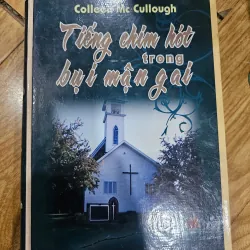 Colleen Mc Cullough
Tiếng chim hót
trong
bụi mận gai